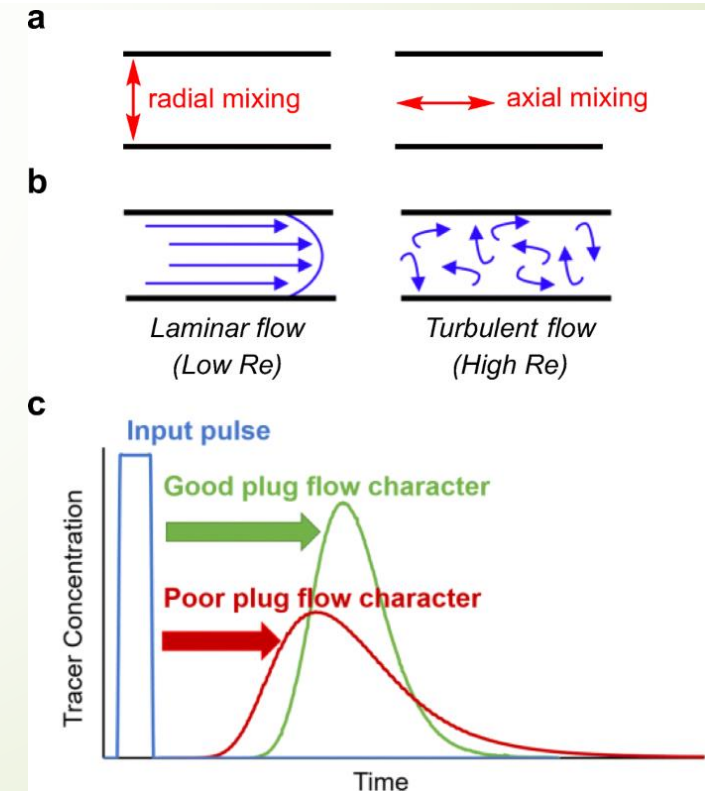 a
radial mixing
axial mixing
b
Laminar flow
(Low Re)
Turbulent flow
(High Re)
c
Input pulse
Good plug flow character
Poor plug flow character
Tracer Concentration
Time